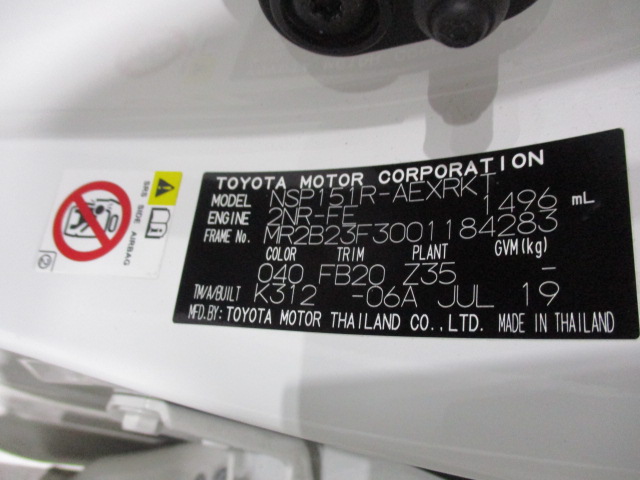 TOYOTA MOTOR CORPORATION
MODEL NSP151R-AEXRKT
ENGINE 2NR-FE 1496 mL
FRAME No. MR2B23F3001184283
COLOR TRIM PLANT GVM(kg)
040 FB20 Z35 -
TM/A/BUILT K312 -06A JUL 19
MFD.BY: TOYOTA MOTOR THAILAND CO.,LTD. MADE IN THAILAND
SRS
SIDE AIRBAG